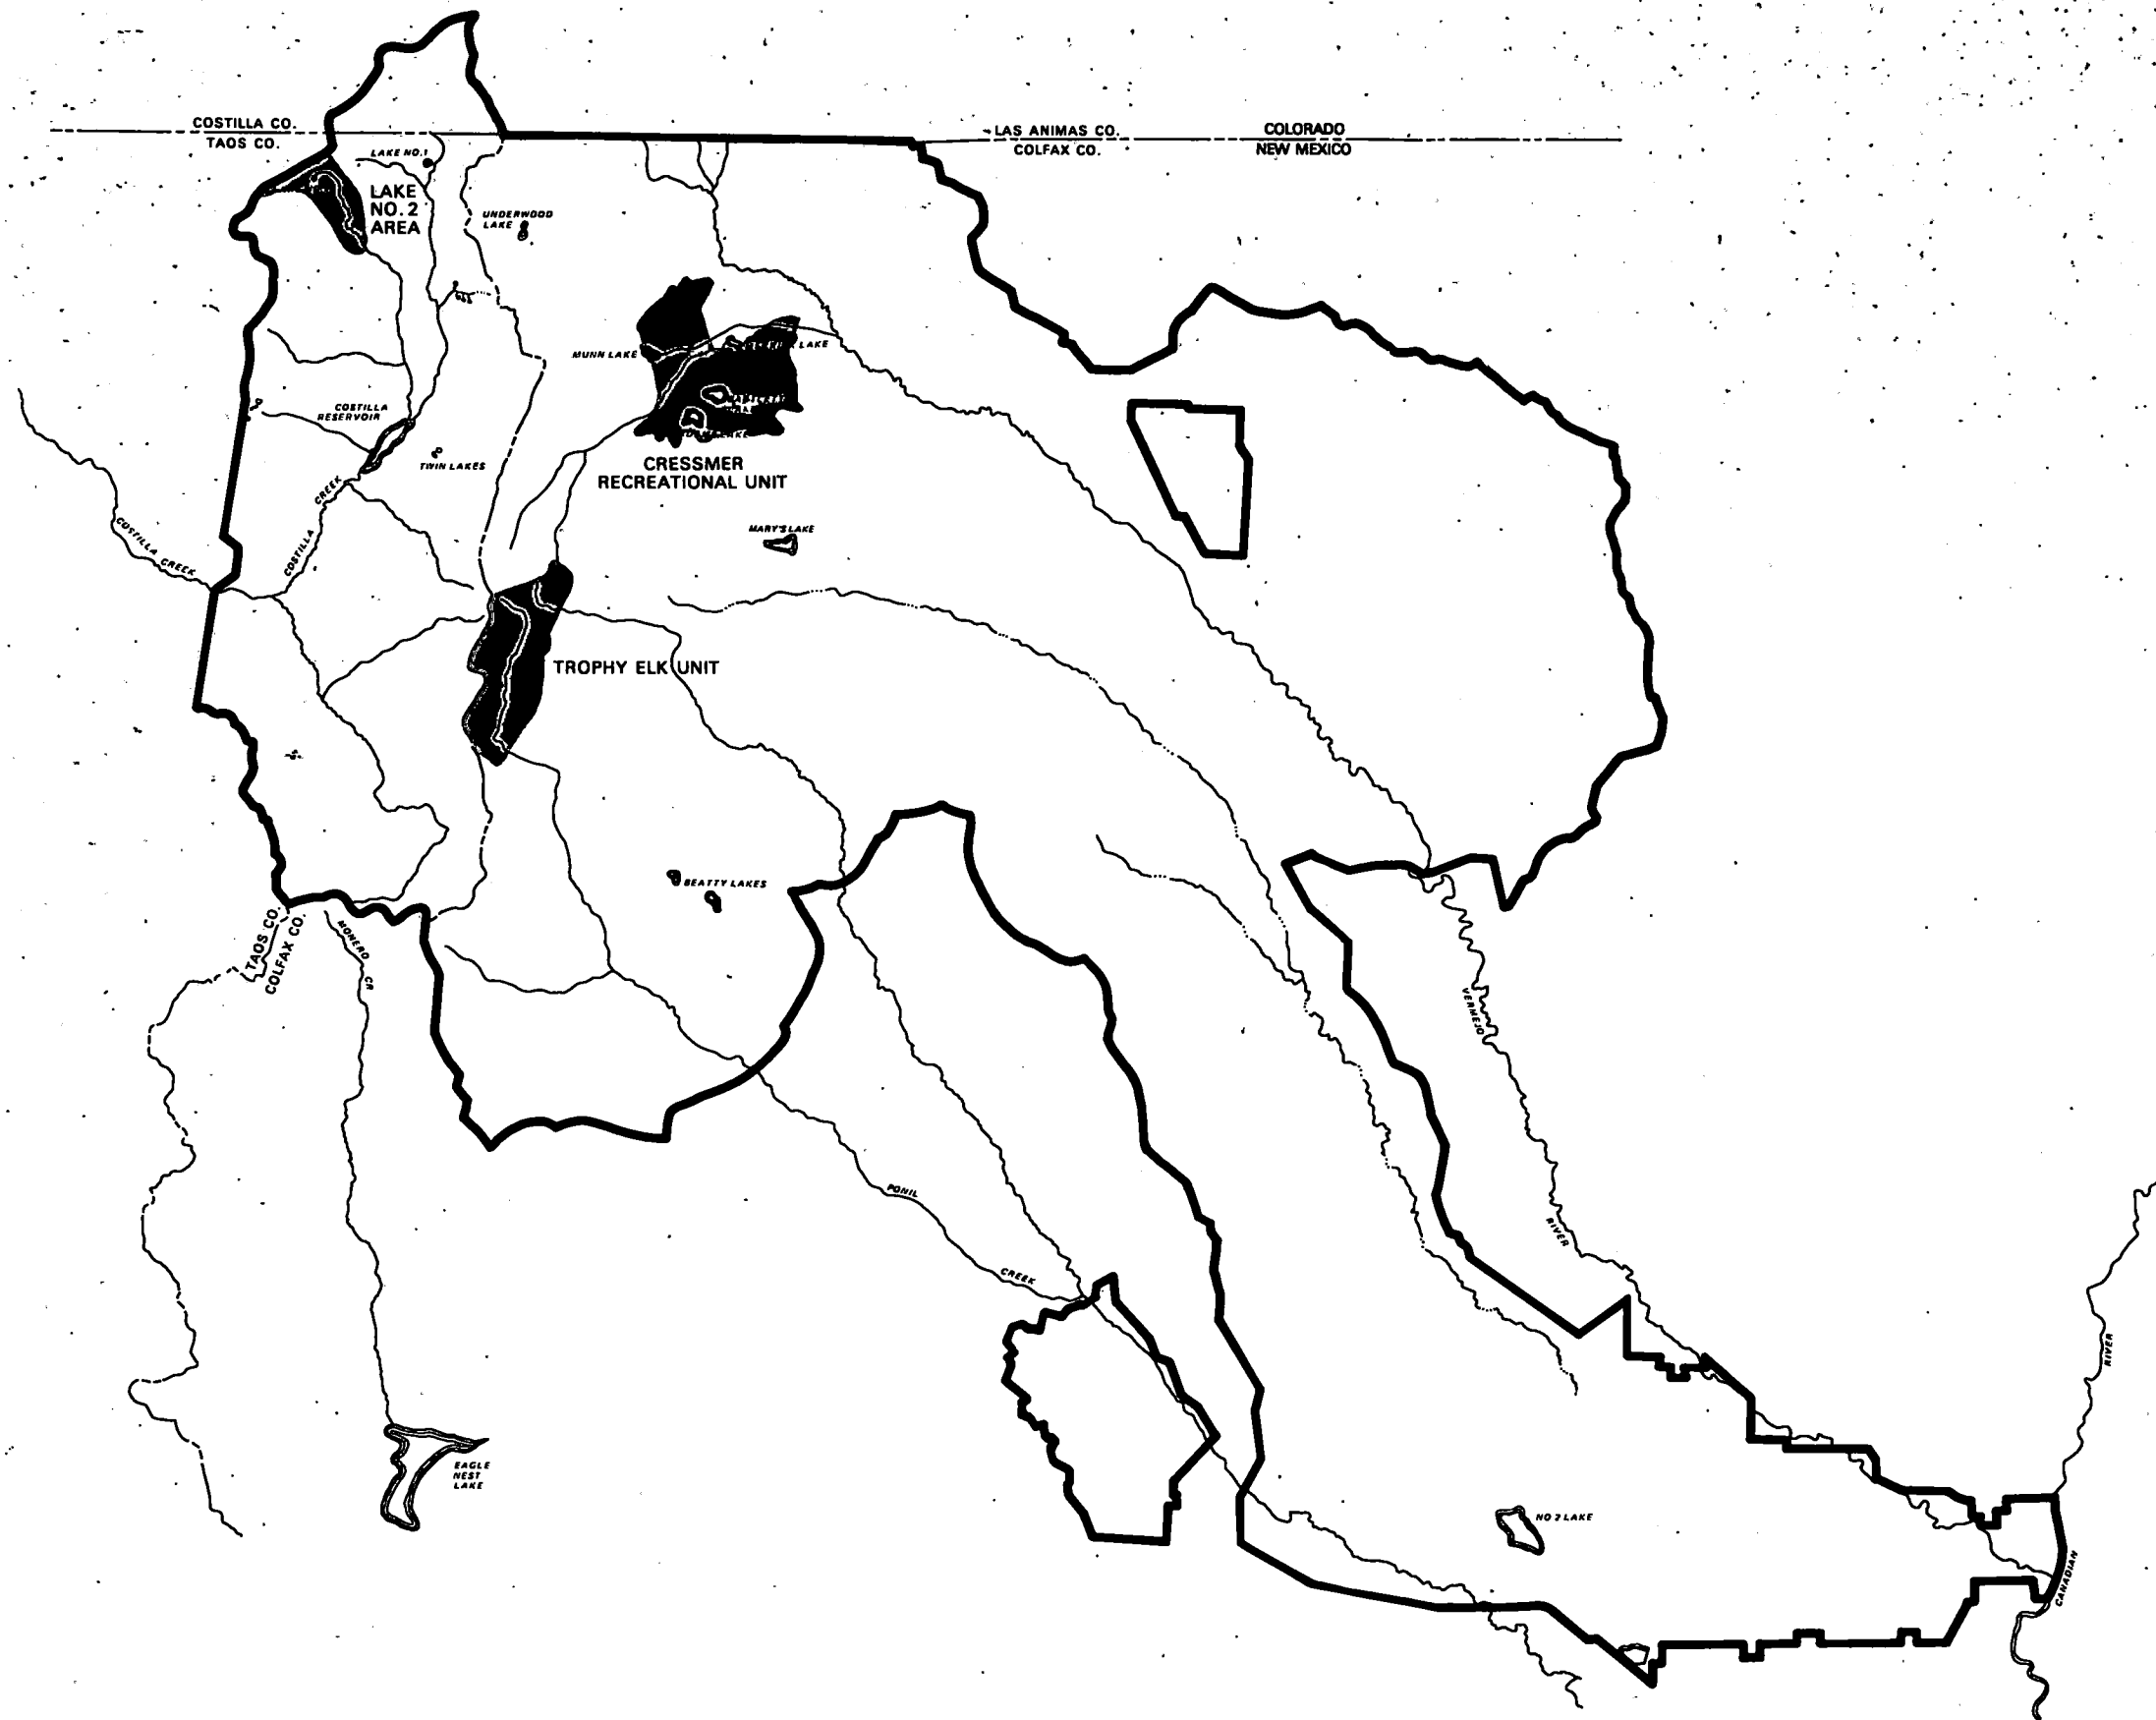 COSTILLA CO.
TAOS CO.
LAS ANIMAS CO.
COLFAX CO.
COLORADO
NEW MEXICO
LAKE NO.1
LAKE
NO. 2
AREA
UNDERWOOD
LAKE
MUNN LAKE
LAKE
COSTILLA
RESERVOIR
TWIN LAKES
CRESSMER
RECREATIONAL UNIT
COSTILLA CREEK
COSTILLA CREEK
MARY'S LAKE
TROPHY ELK UNIT
BEATTY LAKES
TAOS CO.
COLFAX CO.
MORENO CR
VERMEJO
RIVER
PONIL
CREEK
EAGLE
NEST
LAKE
NO 2 LAKE
RIVER
CANADIAN